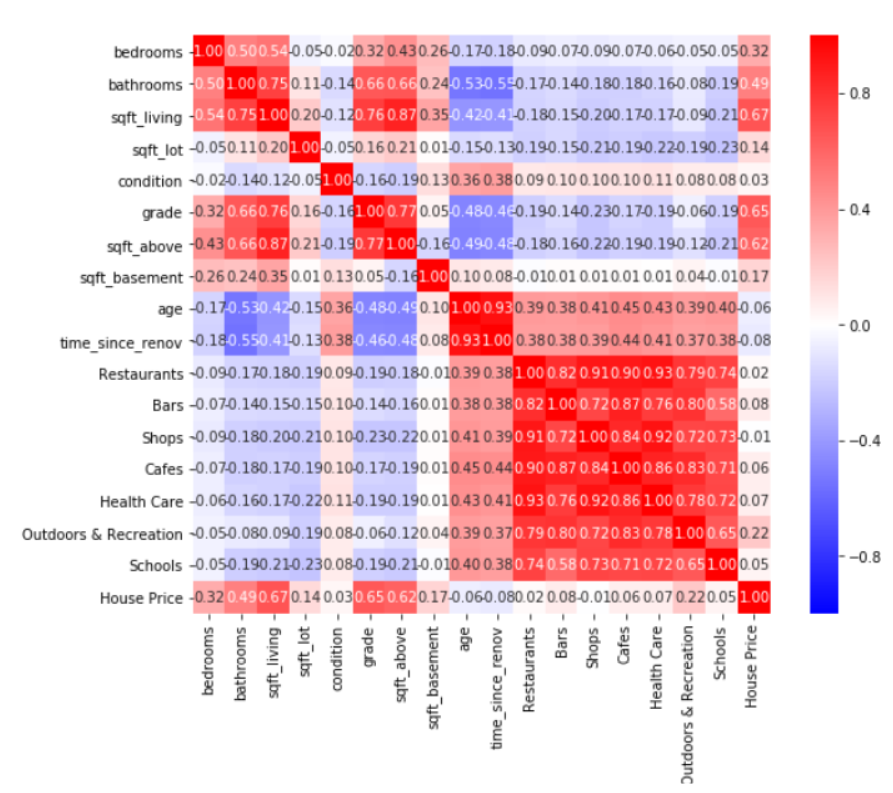 bedrooms 1.00 0.50 0.54 -0.05 -0.02 0.32 0.43 0.26 -0.17 -0.18 -0.09 -0.07 -0.09 -0.07 -0.06 -0.05 -0.05 0.32
bathrooms 0.50 1.00 0.75 0.11 -0.14 0.66 0.66 0.24 -0.53 -0.55 -0.17 -0.14 -0.18 -0.18 -0.16 -0.08 -0.19 0.49
sqft_living 0.54 0.75 1.00 0.20 -0.12 0.76 0.87 0.35 -0.42 -0.41 -0.18 -0.15 -0.20 -0.17 -0.17 -0.09 -0.21 0.67
sqft_lot -0.05 0.11 0.20 1.00 -0.05 0.16 0.21 0.01 -0.15 -0.13 -0.19 -0.15 -0.21 -0.19 -0.22 -0.19 -0.23 0.14
condition -0.02 -0.14 -0.12 -0.05 1.00 -0.16 -0.19 0.13 0.36 0.38 0.09 0.10 0.10 0.10 0.11 0.08 0.08 0.03
grade 0.32 0.66 0.76 0.16 -0.16 1.00 0.77 0.05 -0.48 -0.46 -0.19 -0.14 -0.23 -0.17 -0.19 -0.06 -0.19 0.65
sqft_above 0.43 0.66 0.87 0.21 -0.19 0.77 1.00 -0.16 -0.49 -0.48 -0.18 -0.16 -0.22 -0.19 -0.19 -0.12 -0.21 0.62
sqft_basement 0.26 0.24 0.35 0.01 0.13 0.05 -0.16 1.00 0.10 0.08 -0.01 0.01 0.01 0.01 0.01 0.04 -0.01 0.17
age -0.17 -0.53 -0.42 -0.15 0.36 -0.48 -0.49 0.10 1.00 0.93 0.39 0.38 0.41 0.45 0.43 0.39 0.40 -0.06
time_since_renov -0.18 -0.55 -0.41 -0.13 0.38 -0.46 -0.48 0.08 0.93 1.00 0.38 0.38 0.39 0.44 0.41 0.37 0.38 -0.08
Restaurants -0.09 -0.17 -0.18 -0.19 0.09 -0.19 -0.18 -0.01 0.39 0.38 1.00 0.82 0.91 0.90 0.93 0.79 0.74 0.02
Bars -0.07 -0.14 -0.15 -0.15 0.10 -0.14 -0.16 0.01 0.38 0.38 0.82 1.00 0.72 0.87 0.76 0.80 0.58 0.08
Shops -0.09 -0.18 -0.20 -0.21 0.10 -0.23 -0.22 0.01 0.41 0.39 0.91 0.72 1.00 0.84 0.92 0.72 0.73 -0.01
Cafes -0.07 -0.18 -0.17 -0.19 0.10 -0.17 -0.19 0.01 0.45 0.44 0.90 0.87 0.84 1.00 0.86 0.83 0.71 0.06
Health Care -0.06 -0.16 -0.17 -0.22 0.11 -0.19 -0.19 0.01 0.43 0.41 0.93 0.76 0.92 0.86 1.00 0.78 0.72 0.07
Outdoors & Recreation -0.05 -0.08 -0.09 -0.19 0.08 -0.06 -0.12 0.04 0.39 0.37 0.79 0.80 0.72 0.83 0.78 1.00 0.65 0.22
Schools -0.05 -0.19 -0.21 -0.23 0.08 -0.19 -0.21 -0.01 0.40 0.38 0.74 0.58 0.73 0.71 0.72 0.65 1.00 0.05
House Price 0.32 0.49 0.67 0.14 0.03 0.65 0.62 0.17 -0.06 -0.08 0.02 0.08 -0.01 0.06 0.07 0.22 0.05 1.00
bedrooms
bathrooms
sqft_living
sqft_lot
condition
grade
sqft_above
sqft_basement
age
time_since_renov
Restaurants
Bars
Shops
Cafes
Health Care
Outdoors & Recreation
Schools
House Price
0.8
0.4
0.0
−0.4
−0.8